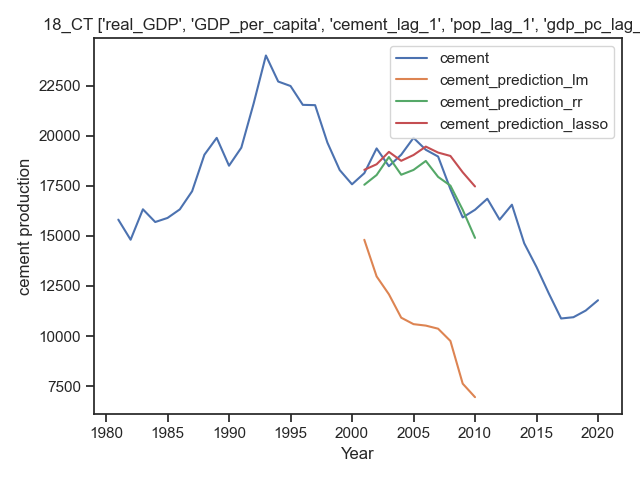 18_CT ['real_GDP', 'GDP_per_capita', 'cement_lag_1', 'pop_lag_1', 'gdp_pc_lag_
cement
cement_prediction_lm
cement_prediction_rr
cement_prediction_lasso
cement production
22500
20000
17500
15000
12500
10000
7500
1980 1985 1990 1995 2000 2005 2010 2015 2020
Year